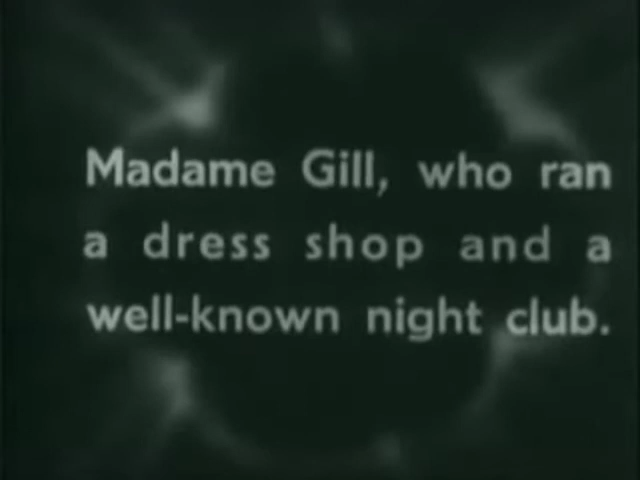 Madame Gill, who ran
a dress shop and a
well-known night club.